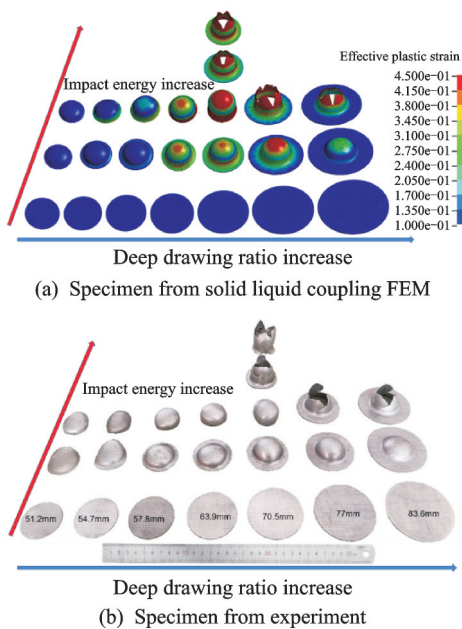 Effective plastic strain
Impact energy increase
4.500e−01
4.150e−01
3.800e−01
3.450e−01
3.100e−01
2.750e−01
2.400e−01
2.050e−01
1.700e−01
1.350e−01
1.000e−01
Deep drawing ratio increase
(a) Specimen from solid liquid coupling FEM
Impact energy increase
51.2mm
54.7mm
57.8mm
63.9mm
70.5mm
77mm
83.6mm
Deep drawing ratio increase
(b) Specimen from experiment